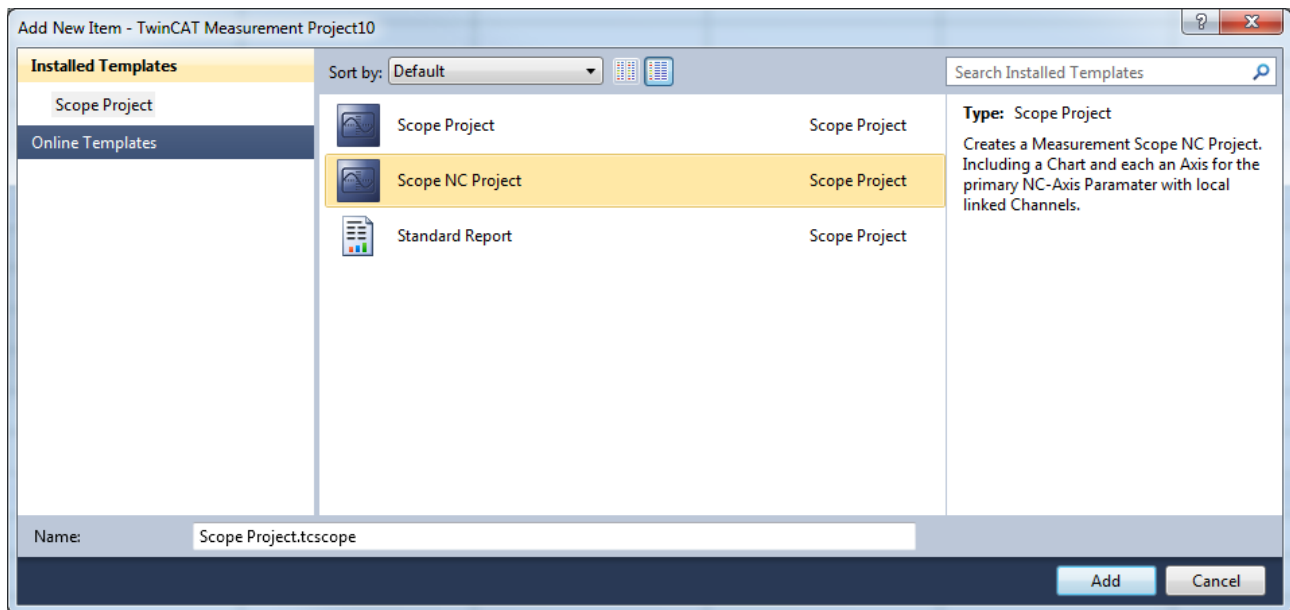 Add New Item - TwinCAT Measurement Project10
Installed Templates
Scope Project
Online Templates
Sort by: Default
Search Installed Templates
Scope Project Scope Project
Scope NC Project Scope Project
Standard Report Scope Project
Type: Scope Project
Creates a Measurement Scope NC Project.
Including a Chart and each an Axis for the
primary NC-Axis Paramater with local
linked Channels.
Name: Scope Project.tcscope
Add Cancel